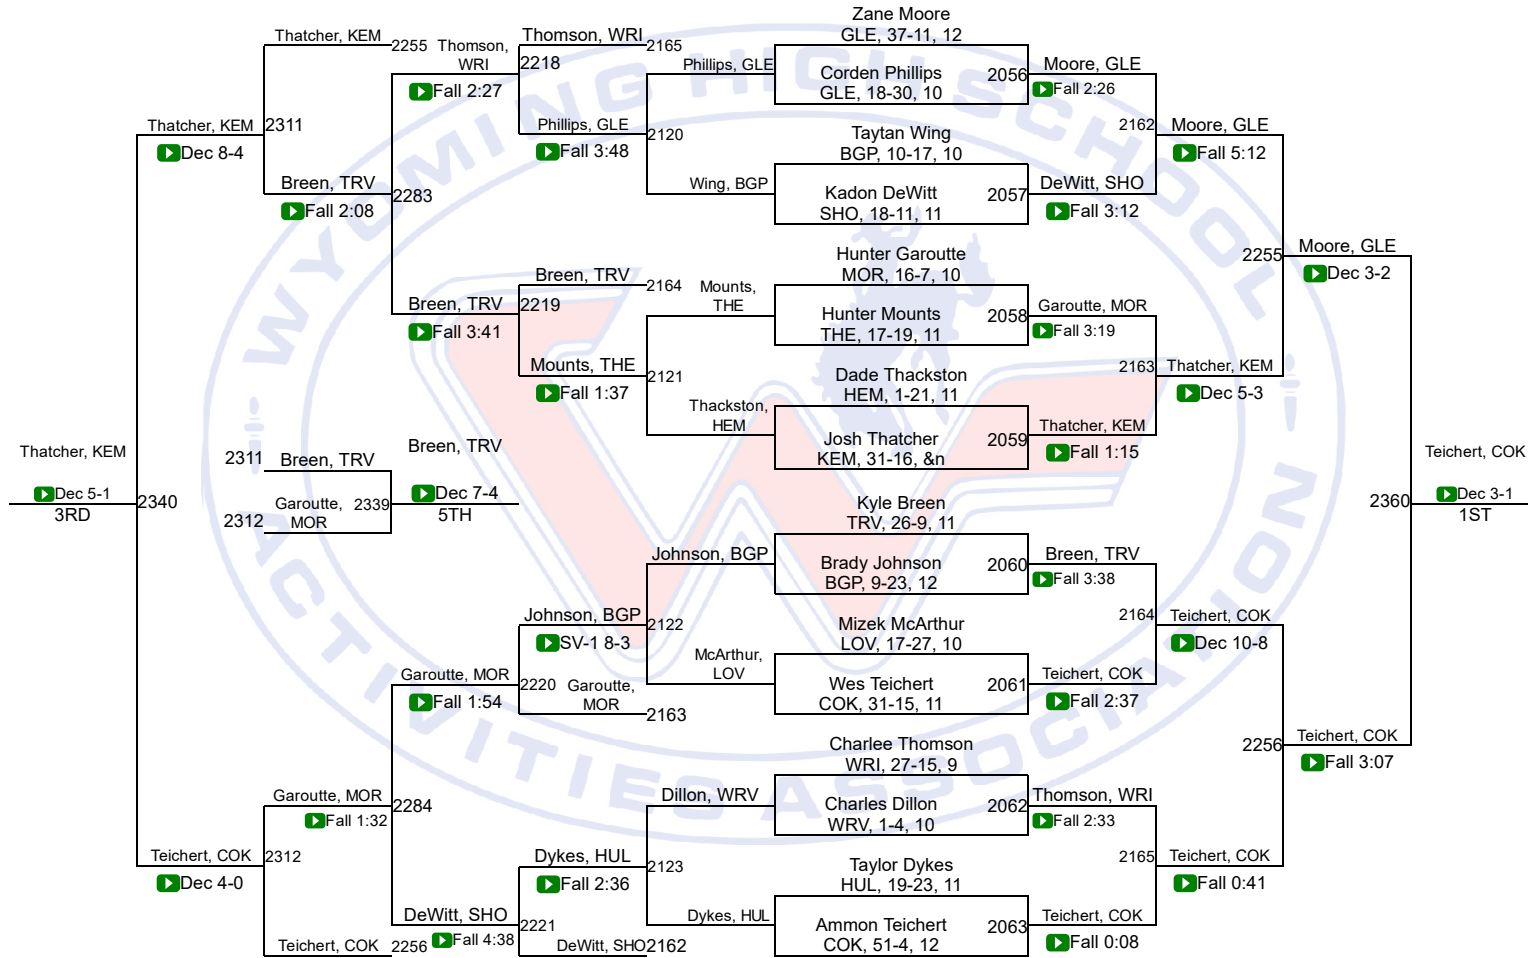 WYOMING HIGH SCHOOL
ACTIVITIES ASSOCIATION
Thatcher, KEM
2255
Thomson,
WRI
Fall 2:27
Thomson, WRI
2165
2218
Phillips, GLE
Fall 3:48
Phillips, GLE
2120
Wing, BGP
Thatcher, KEM
Dec 8-4
2311
Breen, TRV
Fall 2:08
2283
Breen, TRV
Fall 3:41
Breen, TRV
2164
2219
Mounts, THE
Fall 1:37
Mounts,
THE
2121
Thackston,
HEM
Zane Moore
GLE, 37-11, 12
Corden Phillips
GLE, 18-30, 10
2056
Moore, GLE
Fall 2:26
Taytan Wing
BGP, 10-17, 10
Kadon DeWitt
SHO, 18-11, 11
2057
DeWitt, SHO
Fall 3:12
2162
Moore, GLE
Fall 5:12
Hunter Garoutte
MOR, 16-7, 10
Hunter Mounts
THE, 17-19, 11
2058
Garoutte, MOR
Fall 3:19
Dade Thackston
HEM, 1-21, 11
Josh Thatcher
KEM, 31-16, &n
2059
Thatcher, KEM
Fall 1:15
2163
Thatcher, KEM
Dec 5-3
2255
Moore, GLE
Dec 3-2
Thatcher, KEM
Dec 5-1
3RD
2340
2311
Breen, TRV
2312
Garoutte,
MOR
2339
Breen, TRV
Dec 7-4
5TH
Teichert, COK
2360
Dec 3-1
1ST
Kyle Breen
TRV, 26-9, 11
Brady Johnson
BGP, 9-23, 12
2060
Breen, TRV
Fall 3:38
Mizek McArthur
LOV, 17-27, 10
Wes Teichert
COK, 31-15, 11
2061
Teichert, COK
Fall 2:37
2164
Teichert, COK
Dec 10-8
Charlee Thomson
WRI, 27-15, 9
Charles Dillon
WRV, 1-4, 10
2062
Thomson, WRI
Fall 2:33
Taylor Dykes
HUL, 19-23, 11
Ammon Teichert
COK, 51-4, 12
2063
Teichert, COK
Fall 0:08
2165
Teichert, COK
Fall 0:41
2256
Teichert, COK
Fall 3:07
Johnson, BGP
Johnson, BGP
SV-1 8-3
2122
McArthur,
LOV
Garoutte, MOR
Fall 1:54
2220
Garoutte,
MOR
2163
Garoutte, MOR
Fall 1:32
2284
Dillon, WRV
Dykes, HUL
Fall 2:36
2123
Dykes, HUL
Teichert, COK
Dec 4-0
2312
DeWitt, SHO
Fall 4:38
2221
DeWitt, SHO
2162
Teichert, COK
2256